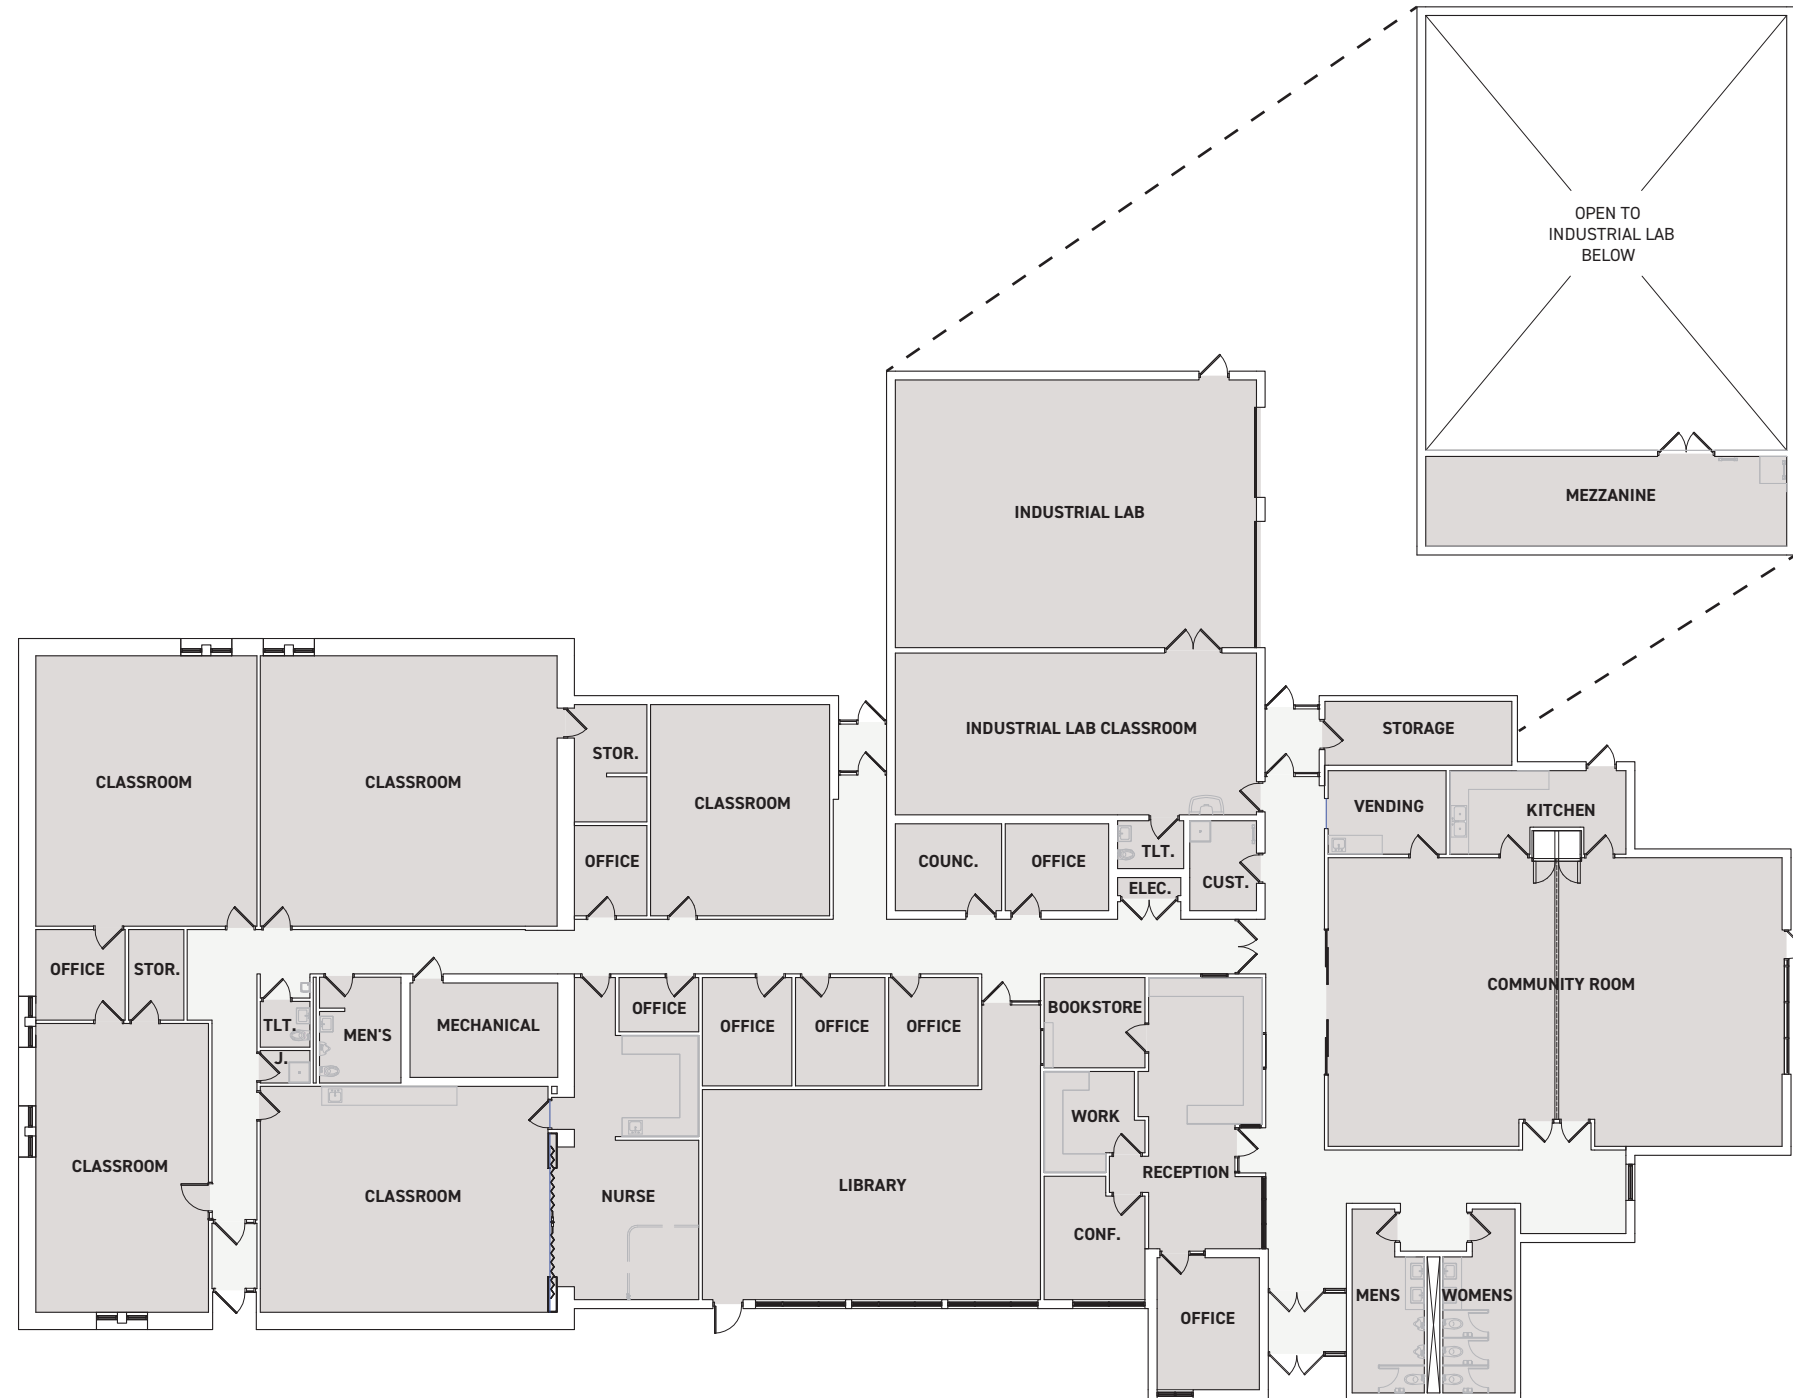 OPEN TO
INDUSTRIAL LAB
BELOW
MEZZANINE
INDUSTRIAL LAB
INDUSTRIAL LAB CLASSROOM
STORAGE
STOR.
CLASSROOM
CLASSROOM
CLASSROOM
VENDING
KITCHEN
OFFICE
COUNC.
OFFICE
TLT.
CUST.
ELEC.
OFFICE
STOR.
COMMUNITY ROOM
OFFICE
BOOKSTORE
TLT.
MEN'S
MECHANICAL
OFFICE
OFFICE
OFFICE
J.
WORK
CLASSROOM
CLASSROOM
NURSE
LIBRARY
RECEPTION
CONF.
MENS
WOMENS
OFFICE